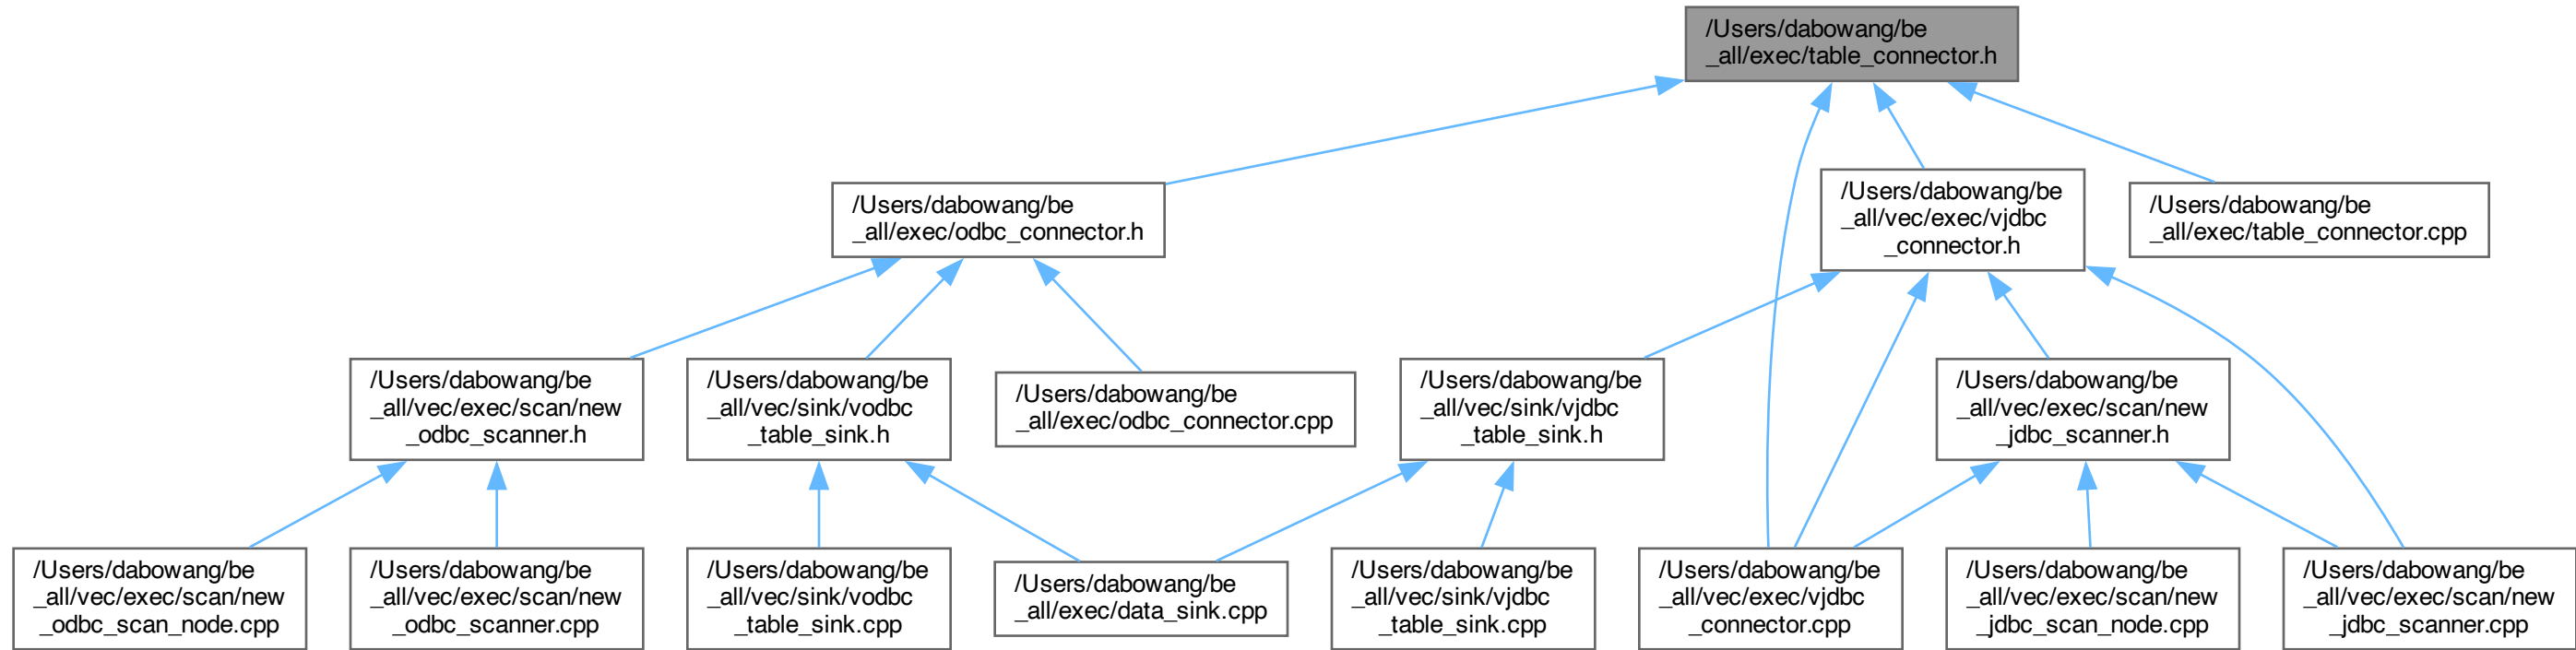 /Users/dabowang/be
_all/exec/table_connector.h
/Users/dabowang/be
_all/exec/odbc_connector.h
/Users/dabowang/be
_all/vec/exec/vjdbc
_connector.h
/Users/dabowang/be
_all/exec/table_connector.cpp
/Users/dabowang/be
_all/vec/exec/scan/new
_odbc_scanner.h
/Users/dabowang/be
_all/vec/sink/vodbc
_table_sink.h
/Users/dabowang/be
_all/exec/odbc_connector.cpp
/Users/dabowang/be
_all/vec/sink/vjdbc
_table_sink.h
/Users/dabowang/be
_all/vec/exec/scan/new
_jdbc_scanner.h
/Users/dabowang/be
_all/vec/exec/scan/new
_odbc_scan_node.cpp
/Users/dabowang/be
_all/vec/exec/scan/new
_odbc_scanner.cpp
/Users/dabowang/be
_all/vec/sink/vodbc
_table_sink.cpp
/Users/dabowang/be
_all/exec/data_sink.cpp
/Users/dabowang/be
_all/vec/sink/vjdbc
_table_sink.cpp
/Users/dabowang/be
_all/vec/exec/vjdbc
_connector.cpp
/Users/dabowang/be
_all/vec/exec/scan/new
_jdbc_scan_node.cpp
/Users/dabowang/be
_all/vec/exec/scan/new
_jdbc_scanner.cpp